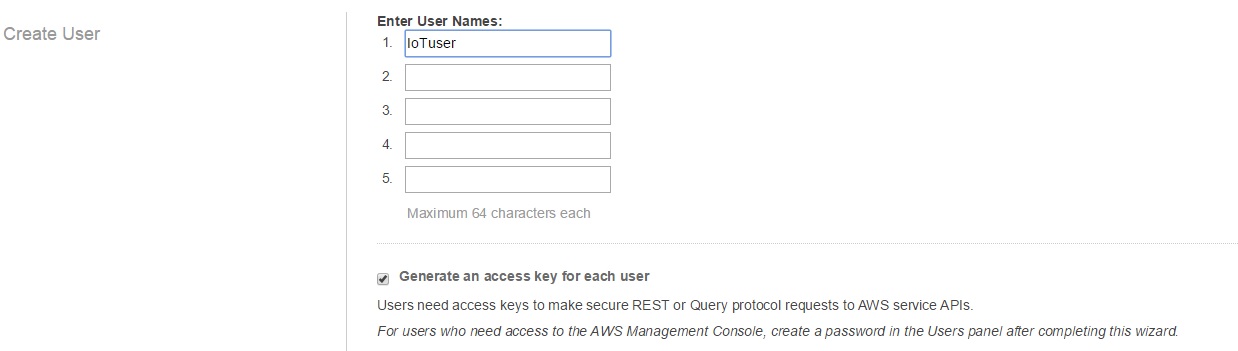 Create User
Enter User Names:
1. IoTuser
2.
3.
4.
5.
Maximum 64 characters each
Generate an access key for each user
Users need access keys to make secure REST or Query protocol requests to AWS service APIs.
For users who need access to the AWS Management Console, create a password in the Users panel after completing this wizard.